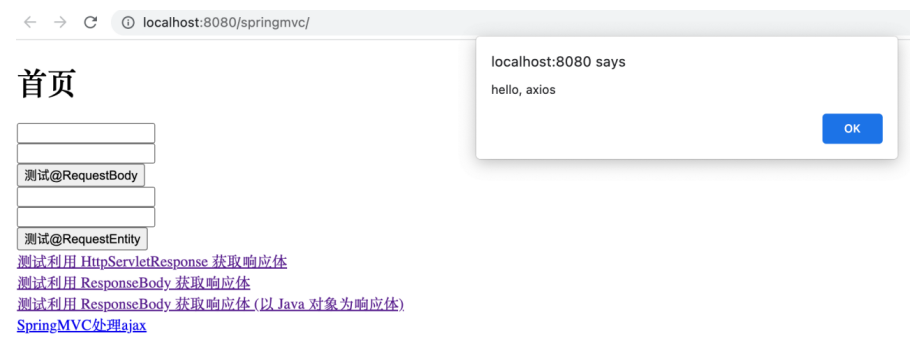 localhost:8080/springmvc/
localhost:8080 says
hello, axios
OK
首页
测试@RequestBody
测试@RequestEntity
测试利用 HttpServletResponse 获取响应体
测试利用 ResponseBody 获取响应体
测试利用 ResponseBody 获取响应体 (以 Java 对象为响应体)
SpringMVC处理ajax